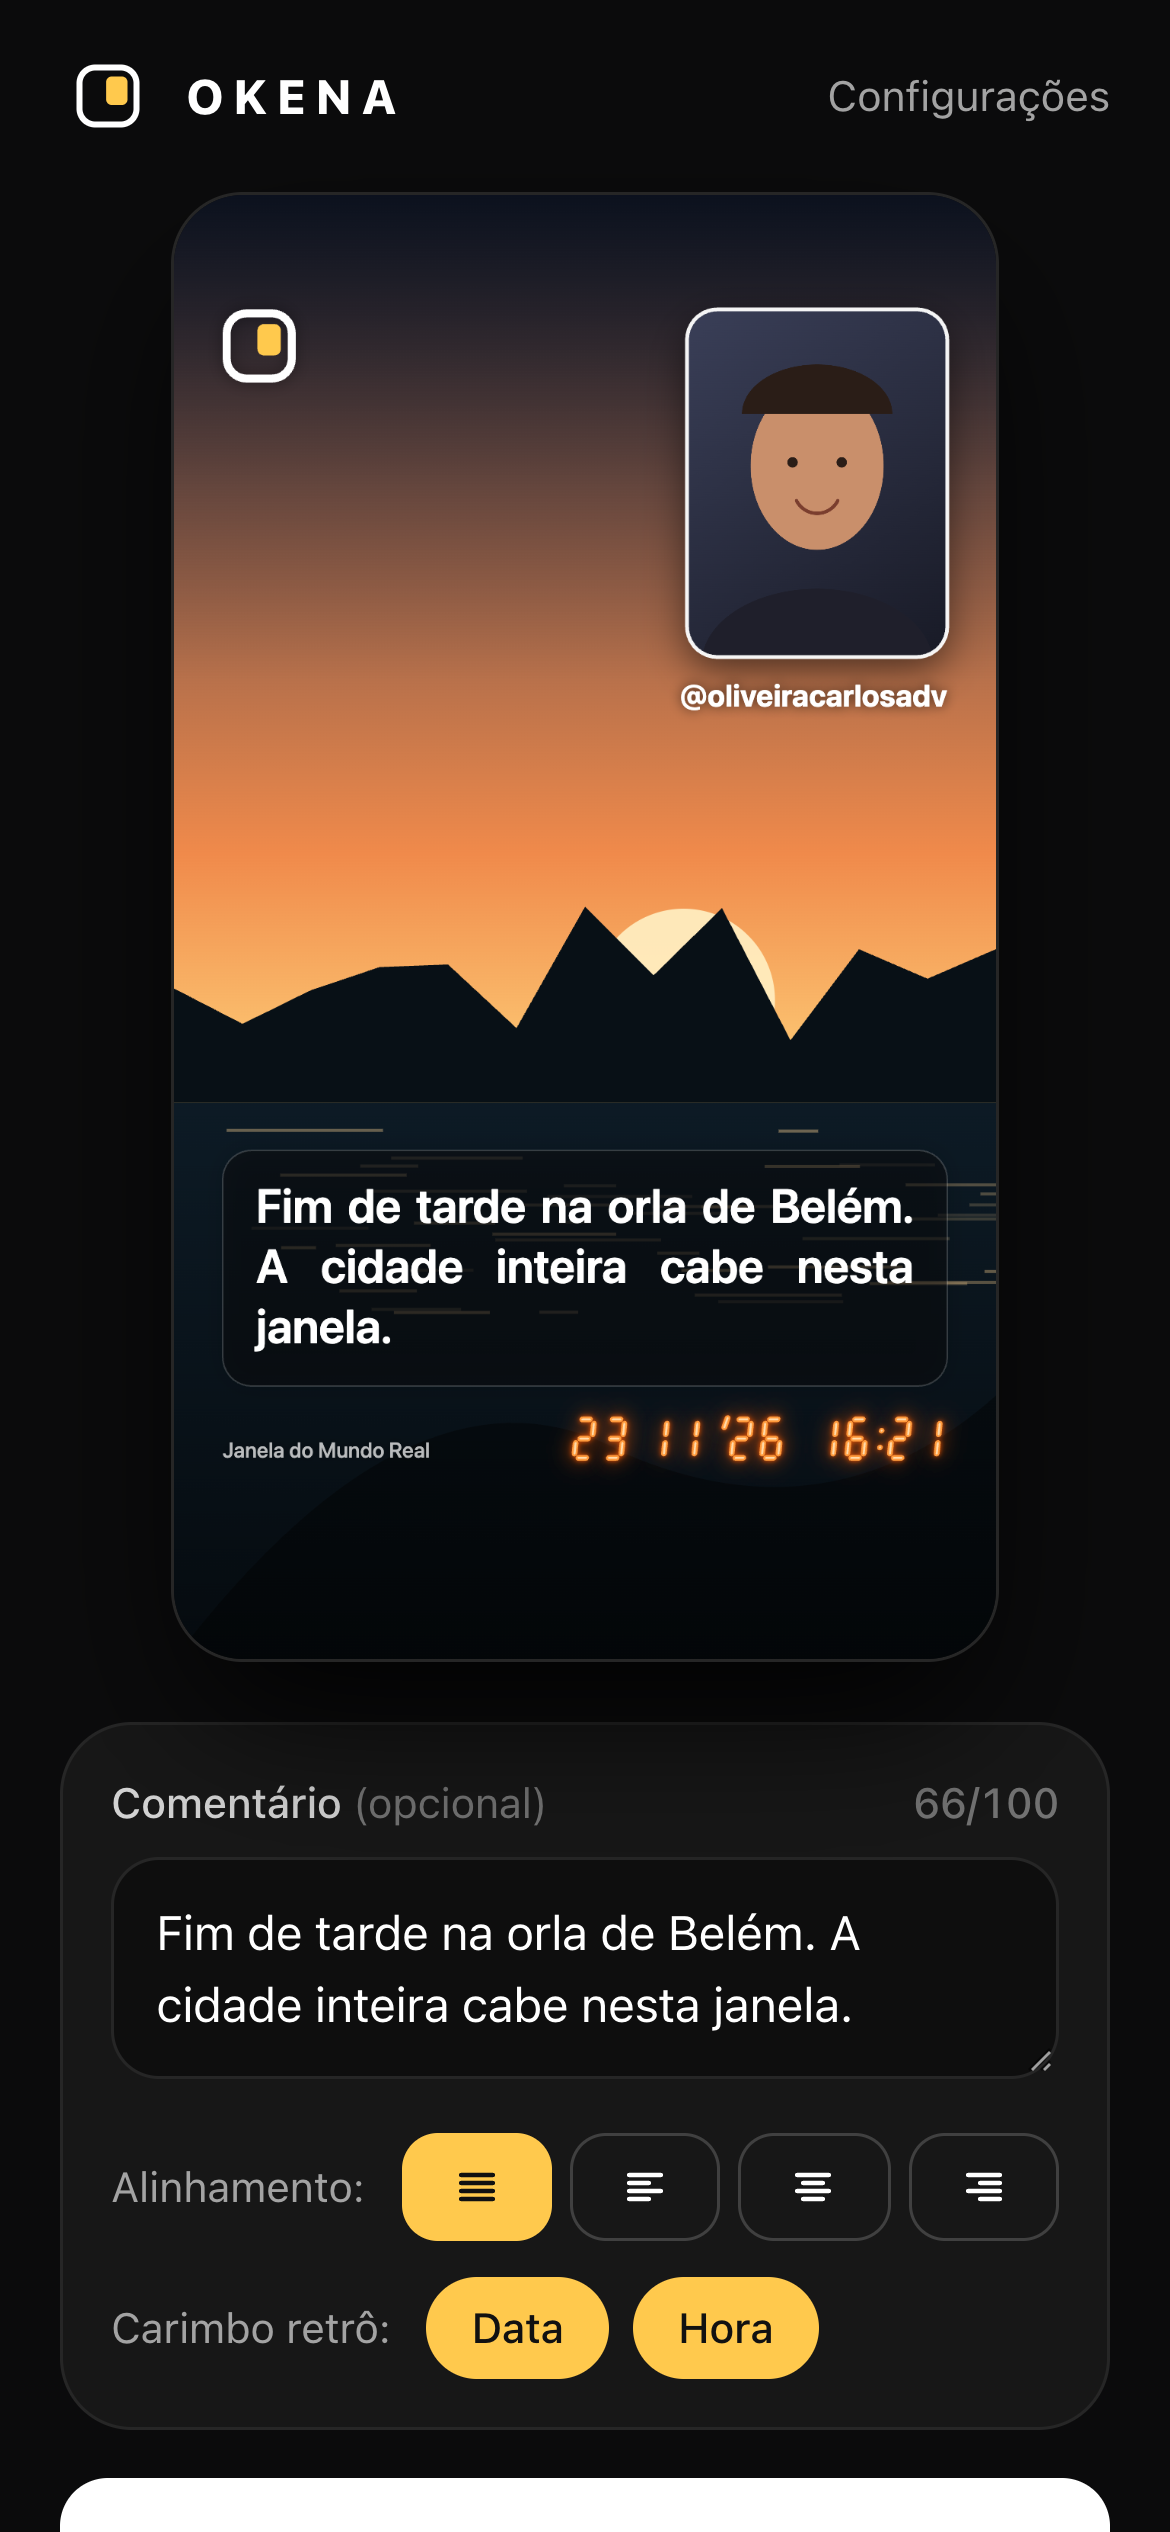 OKENA
Configurações
@oliveiracarlosadv
Fim de tarde na orla de Belém.
A cidade inteira cabe nesta
janela.
Janela do Mundo Real
23 11 '26 16:21
Comentário (opcional)
66/100
Fim de tarde na orla de Belém. A
cidade inteira cabe nesta janela.
Alinhamento:
Carimbo retrô:
Data
Hora